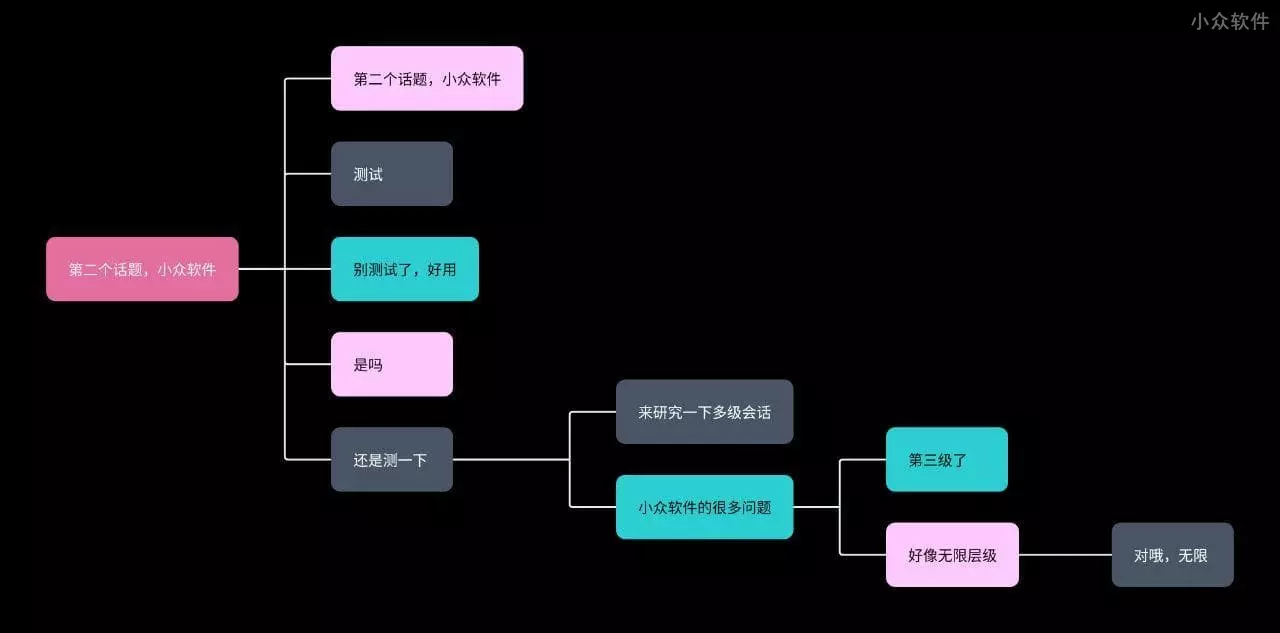 小众软件
第二个话题，小众软件
测试
第二个话题，小众软件
别测试了，好用
是吗
还是测一下
来研究一下多级会话
小众软件的很多问题
第三级了
好像无限层级
对哦，无限